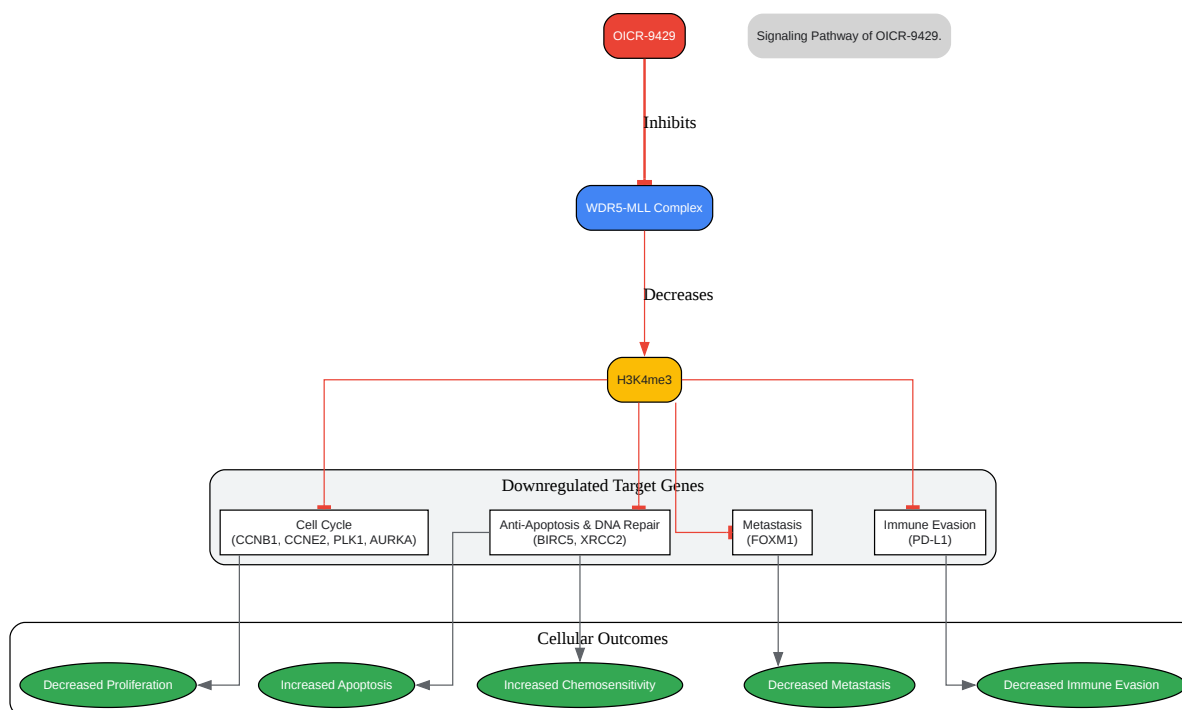 OICR-9429
Signaling Pathway of OICR-9429.
Inhibits
WDR5-MLL Complex
Decreases
H3K4me3
Downregulated Target Genes
Cell Cycle
(CCNB1, CCNE2, PLK1, AURKA)
Anti-Apoptosis & DNA Repair
(BIRC5, XRCC2)
Metastasis
(FOXM1)
Immune Evasion
(PD-L1)
Cellular Outcomes
Decreased Proliferation
Increased Apoptosis
Increased Chemosensitivity
Decreased Metastasis
Decreased Immune Evasion